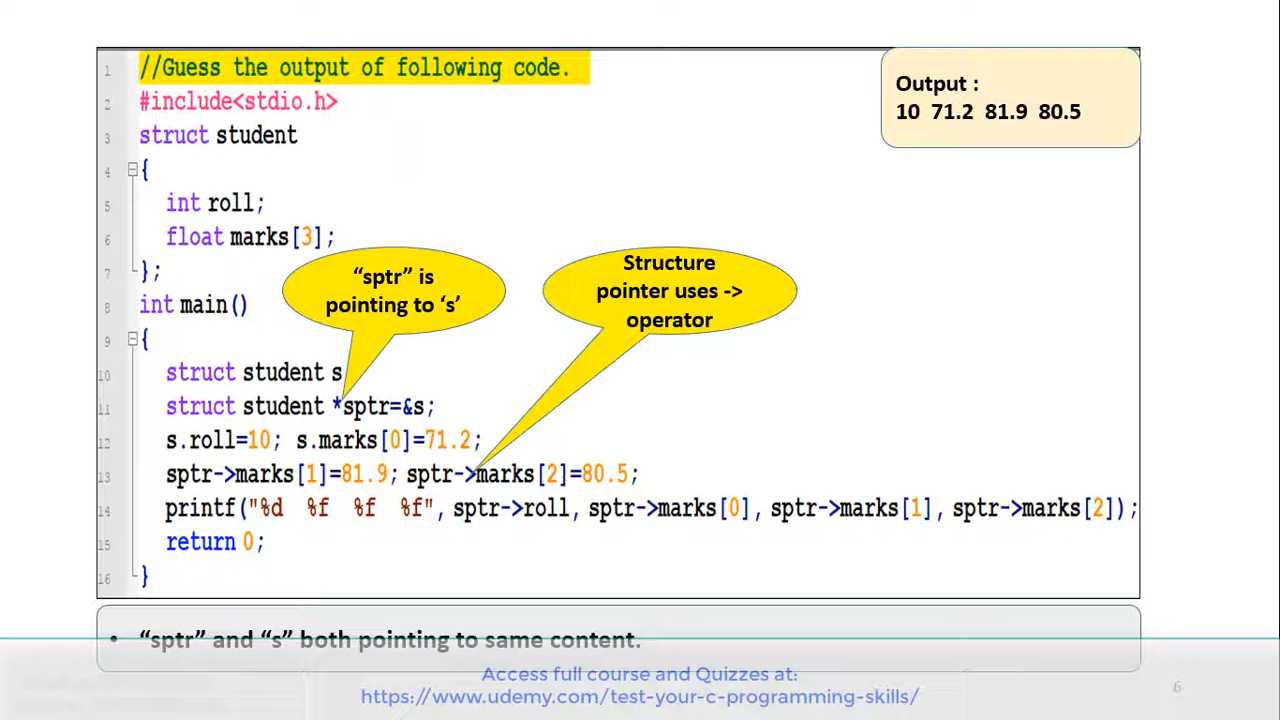 1 //Guess the output of following code.
2 #include<stdio.h>
3 struct student
4 {
5 int roll;
6 float marks[3];
7 };
8 int main()
9 {
10 struct student s
11 struct student *sptr=&s;
12 s.roll=10; s.marks[0]=71.2;
13 sptr->marks[1]=81.9; sptr->marks[2]=80.5;
14 printf("%d %f %f %f", sptr->roll, sptr->marks[0], sptr->marks[1], sptr->marks[2]);
15 return 0;
16 }
Output :
10 71.2 81.9 80.5
“sptr” is
pointing to ‘s’
Structure
pointer uses ->
operator
• “sptr” and “s” both pointing to same content.
Access full course and Quizzes at:
https://www.udemy.com/test-your-c-programming-skills/
6